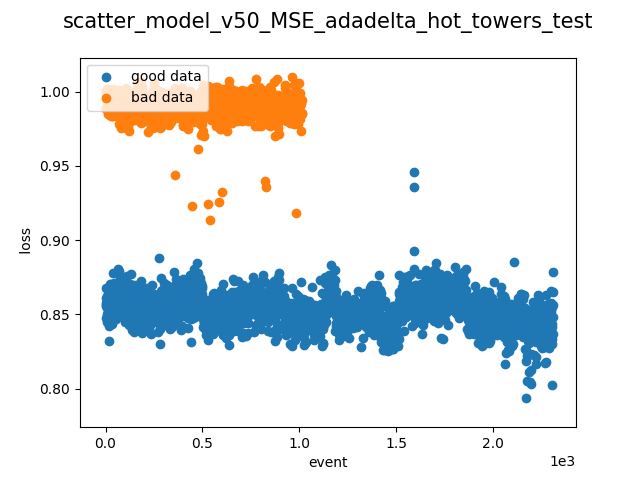 scatter_model_v50_MSE_adadelta_hot_towers_test
good data
bad data
1.00
0.95
0.90
0.85
0.80
loss
0.0
0.5
1.0
1.5
2.0
1e3
event